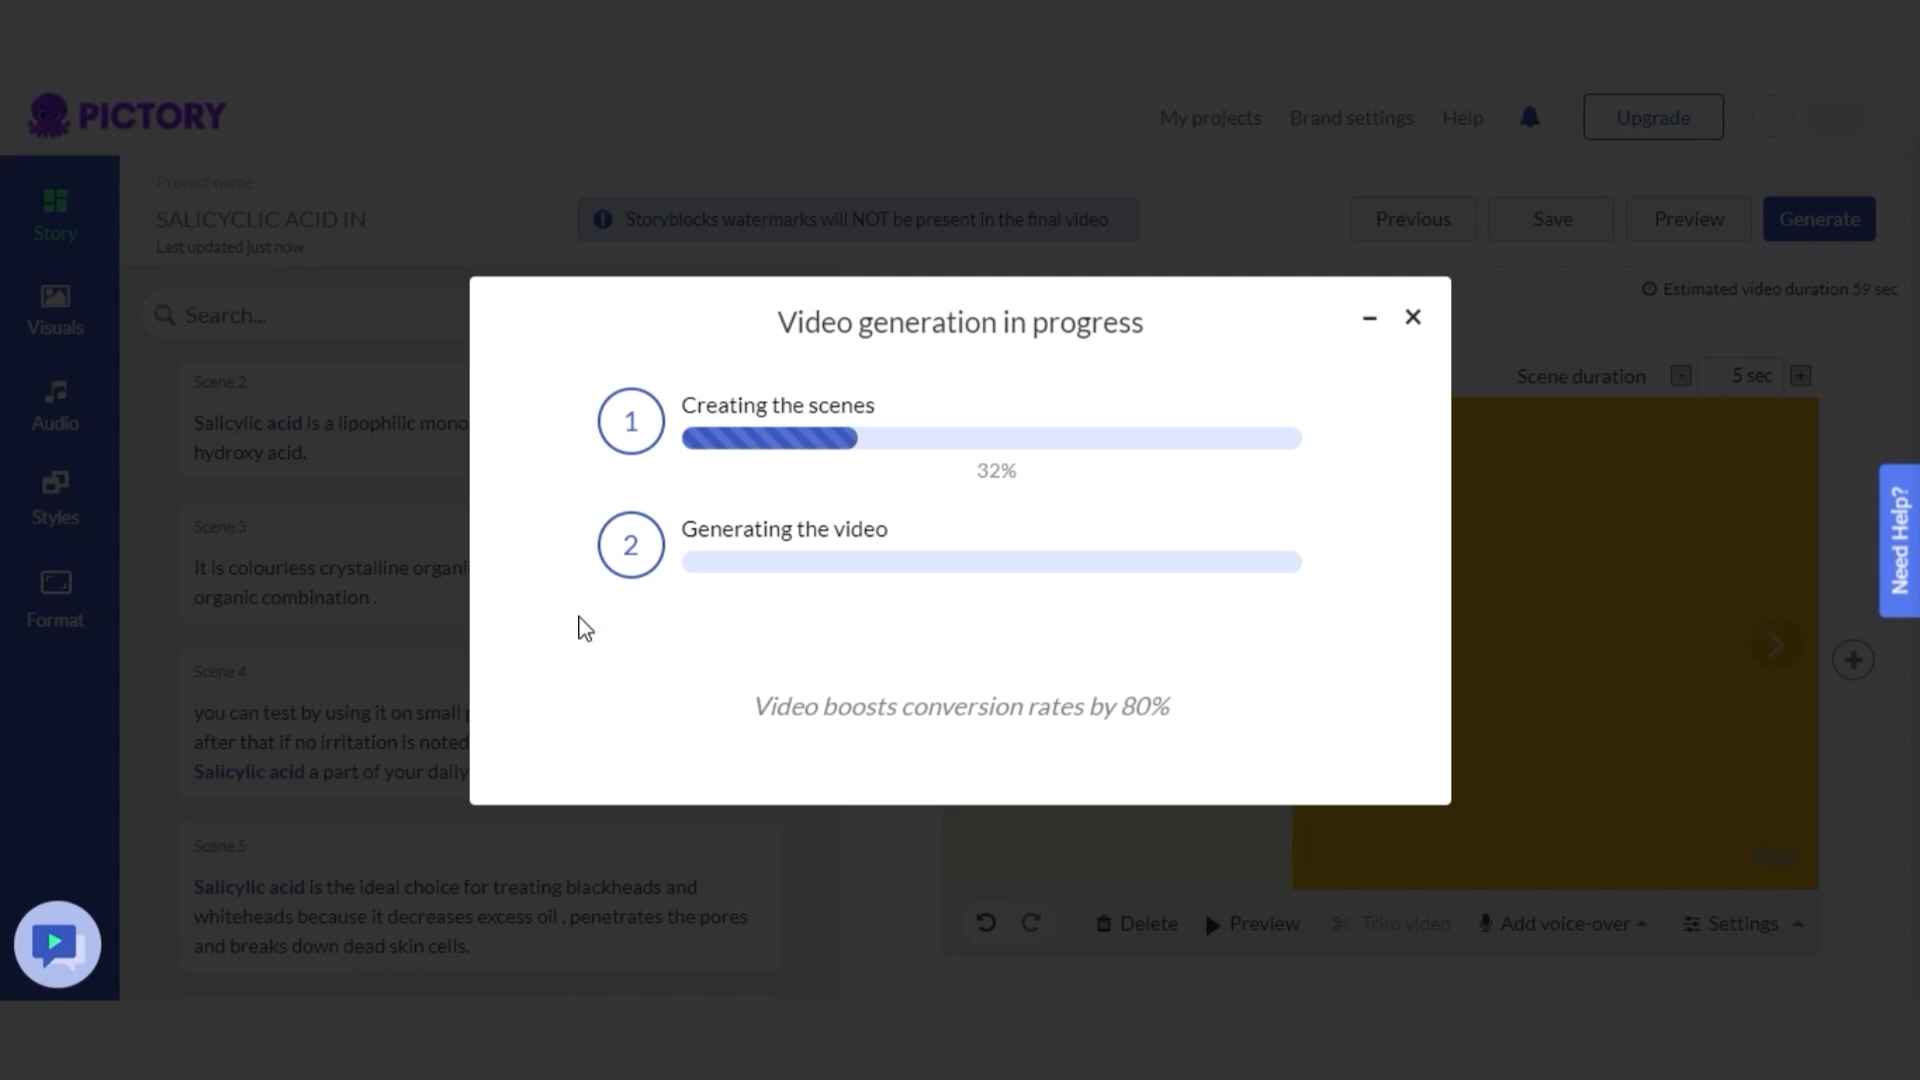 PICTORY
My projects
Brand settings
Help
Upgrade
Project name
SALICYCLIC ACID IN
Last updated just now
Storyblocks watermarks will NOT be present in the final video
Previous
Save
Preview
Generate
Story
Visuals
Audio
Styles
Format
Search...
Estimated video duration 59 sec
Scene duration
-
5 sec
+
Scene 2
Salicylic acid is a lipophilic mono
hydroxy acid.
Scene 3
It is colourless crystalline organi
organic combination .
Scene 4
you can test by using it on small
after that if no irritation is noted
Salicylic acid a part of your daily
Scene 5
Salicylic acid is the ideal choice for treating blackheads and
whiteheads because it decreases excess oil , penetrates the pores
and breaks down dead skin cells.
Video generation in progress
1
Creating the scenes
32%
2
Generating the video
Video boosts conversion rates by 80%
Need Help?
Delete
Preview
Trim video
Add voice-over
Settings